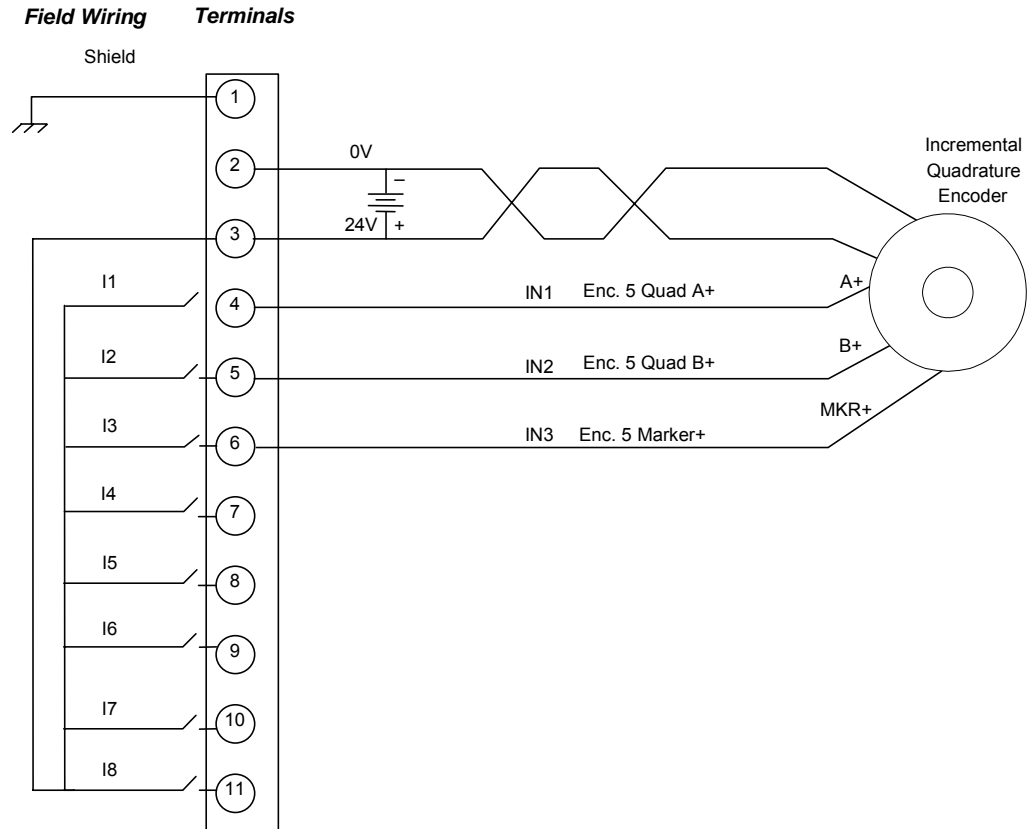 Field Wiring Terminals
Shield
1
2
0V
–
Incremental
Quadrature
Encoder
3
24V +
I1
4
IN1 Enc. 5 Quad A+
A+
I2
5
IN2 Enc. 5 Quad B+
B+
I3
6
IN3 Enc. 5 Marker+
MKR+
I4
7
I5
8
I6
9
I7
10
I8
11